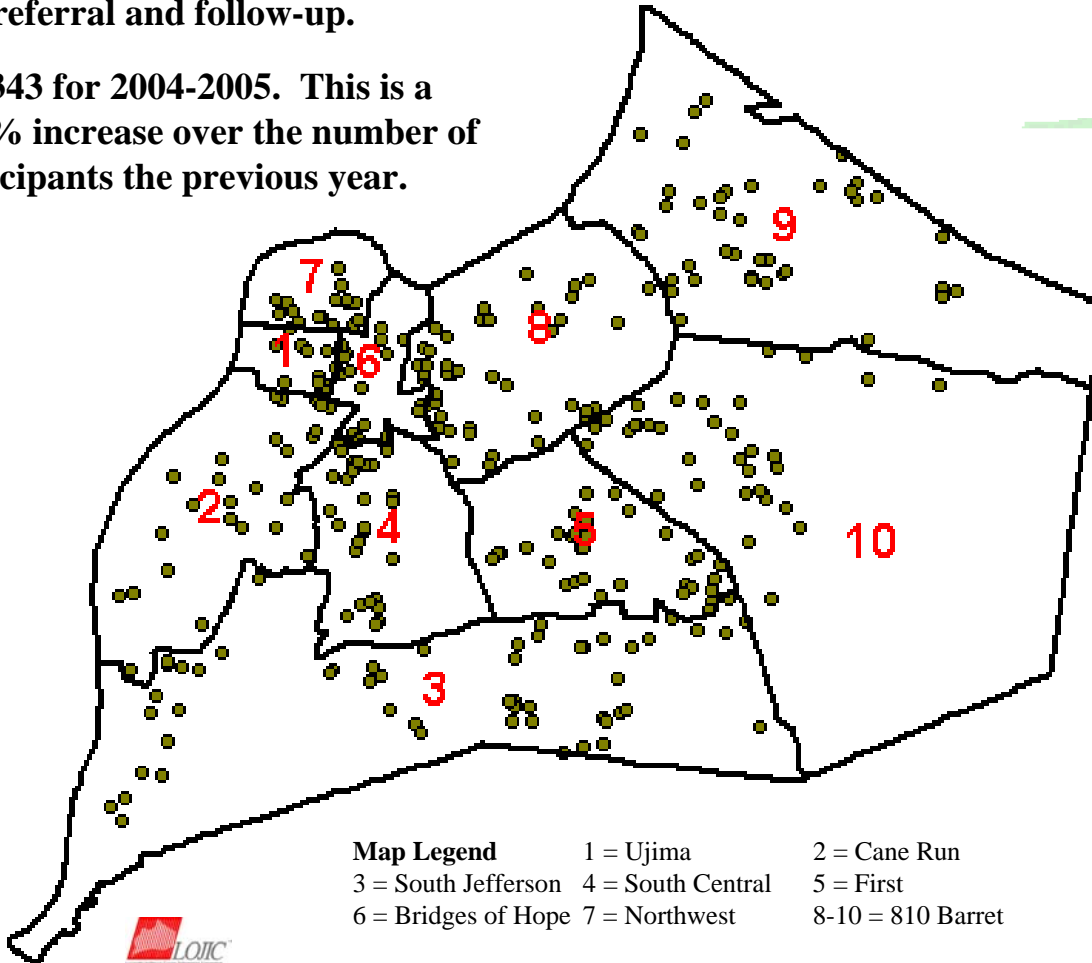 referral and follow-up.
343 for 2004-2005. This is a
% increase over the number of
cipants the previous year.
9
7
8
1
6
2
4
5
10
3
Map Legend 1 = Ujima 2 = Cane Run
3 = South Jefferson 4 = South Central 5 = First
6 = Bridges of Hope 7 = Northwest 8-10 = 810 Barret
LOJIC